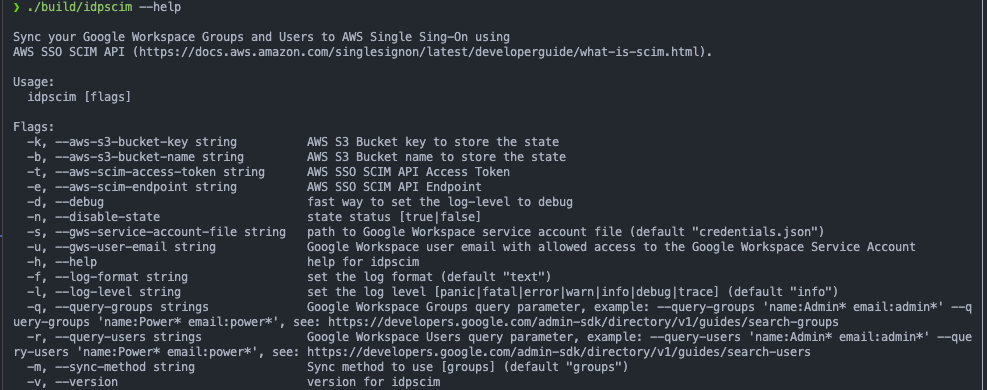 ❯ ./build/idpscim --help
Sync your Google Workspace Groups and Users to AWS Single Sing-On using
AWS SSO SCIM API (https://docs.aws.amazon.com/singlesignon/latest/developerguide/what-is-scim.html).
Usage:
  idpscim [flags]
Flags:
  -k, --aws-s3-bucket-key string          AWS S3 Bucket key to store the state
  -b, --aws-s3-bucket-name string         AWS S3 Bucket name to store the state
  -t, --aws-scim-access-token string      AWS SSO SCIM API Access Token
  -e, --aws-scim-endpoint string          AWS SSO SCIM API Endpoint
  -d, --debug                             fast way to set the log-level to debug
  -n, --disable-state                     state status [true|false]
  -s, --gws-service-account-file string   path to Google Workspace service account file (default "credentials.json")
  -u, --gws-user-email string             Google Workspace user email with allowed access to the Google Workspace Service Account
  -h, --help                              help for idpscim
  -f, --log-format string                 set the log format (default "text")
  -l, --log-level string                  set the log level [panic|fatal|error|warn|info|debug|trace] (default "info")
  -q, --query-groups strings              Google Workspace Groups query parameter, example: --query-groups 'name:Admin* email:admin*' --q
uery-groups 'name:Power* email:power*', see: https://developers.google.com/admin-sdk/directory/v1/guides/search-groups
  -r, --query-users strings               Google Workspace Users query parameter, example: --query-users 'name:Admin* email:admin*' --que
ry-users 'name:Power* email:power*', see: https://developers.google.com/admin-sdk/directory/v1/guides/search-users
  -m, --sync-method string                Sync method to use [groups] (default "groups")
  -v, --version                           version for idpscim